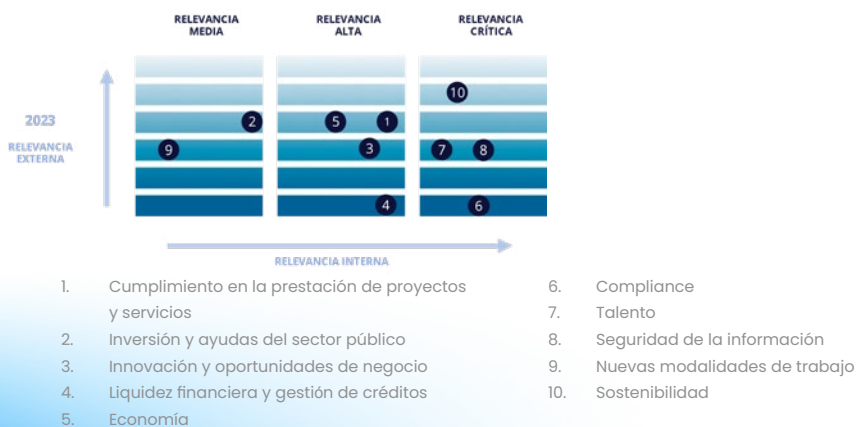 RELEVANCIA
MEDIA
RELEVANCIA
ALTA
RELEVANCIA
CRÍTICA
10
2
5
1
2023
RELEVANCIA
EXTERNA
9
3
7
8
4
6
RELEVANCIA INTERNA
1. Cumplimiento en la prestación de proyectos
y servicios
2. Inversión y ayudas del sector público
3. Innovación y oportunidades de negocio
4. Liquidez financiera y gestión de créditos
5. Economía
6. Compliance
7. Talento
8. Seguridad de la información
9. Nuevas modalidades de trabajo
10. Sostenibilidad